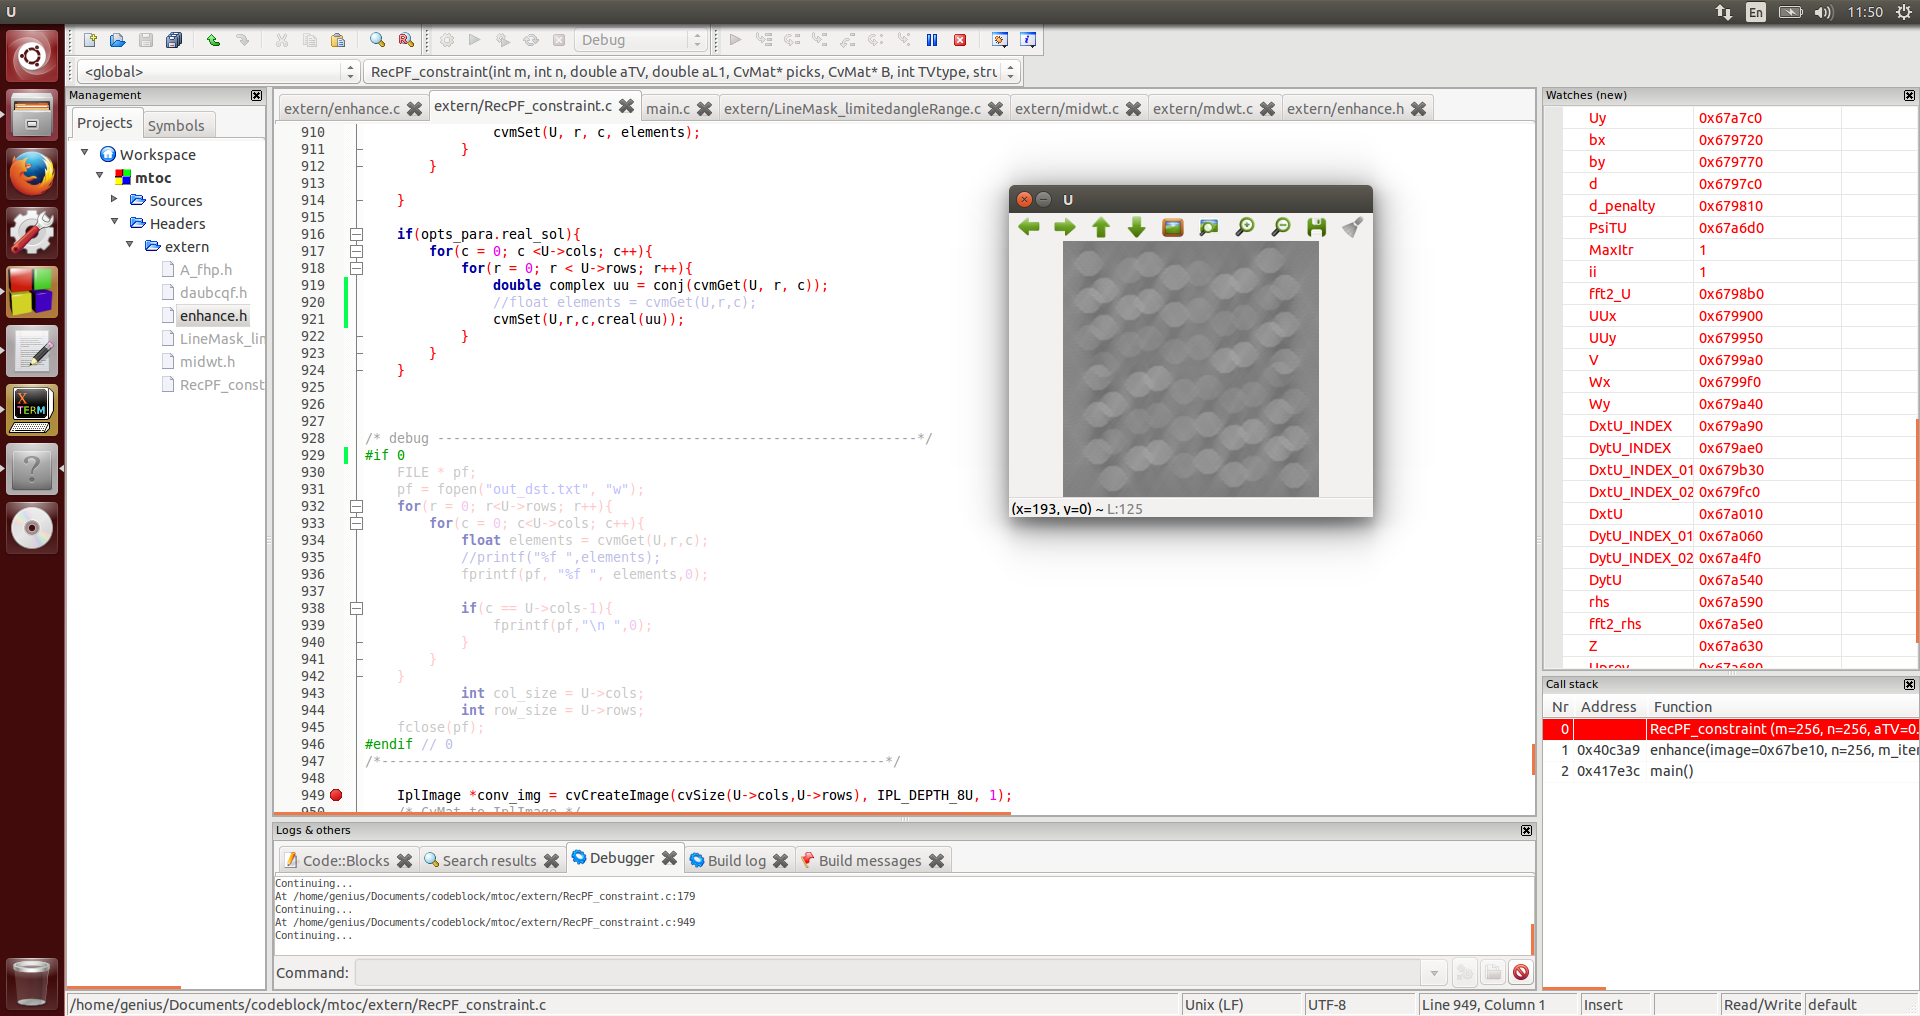 U
En
11:50
Debug
<global>
RecPF_constraint(int m, int n, double aTV, double aL1, CvMat* picks, CvMat* B, int TVtype, stru
Management
Projects
Symbols
Workspace
mtoc
Sources
Headers
extern
A_fhp.h
daubcqf.h
enhance.h
LineMask_lin
midwt.h
RecPF_const
extern/enhance.c
extern/RecPF_constraint.c
main.c
extern/LineMask_limitedangleRange.c
extern/midwt.c
extern/mdwt.c
extern/enhance.h
910 cvmSet(U, r, c, elements);
911 }
912 }
913
914 }
915
916 if(opts_para.real_sol){
917 for(c = 0; c <U->cols; c++){
918 for(r = 0; r < U->rows; r++){
919 double complex uu = conj(cvmGet(U, r, c));
920 //float elements = cvmGet(U,r,c);
921 cvmSet(U,r,c,creal(uu));
922 }
923 }
924 }
925
926
927
928 /* debug ------------------------------------------------------------*/
929 #if 0
930 FILE * pf;
931 pf = fopen("out_dst.txt", "w");
932 for(r = 0; r<U->rows; r++){
933 for(c = 0; c<U->cols; c++){
934 float elements = cvmGet(U,r,c);
935 //printf("%f ",elements);
936 fprintf(pf, "%f ", elements,0);
937
938 if(c == U->cols-1){
939 fprintf(pf,"\n ",0);
940 }
941 }
942 }
943 int col_size = U->cols;
944 int row_size = U->rows;
945 fclose(pf);
946 #endif // 0
947 /*---------------------------------------------------------------*/
948
949 IplImage *conv_img = cvCreateImage(cvSize(U->cols,U->rows), IPL_DEPTH_8U, 1);
950 /* CvMat to IplImage */
U
(x=193, y=0) ~ L:125
Watches (new)
Uy 0x67a7c0
bx 0x679720
by 0x679770
d 0x6797c0
d_penalty 0x679810
PsiTU 0x67a6d0
MaxItr 1
ii 1
fft2_U 0x6798b0
UUx 0x679900
UUy 0x679950
V 0x6799a0
Wx 0x6799f0
Wy 0x679a40
DxtU_INDEX 0x679a90
DytU_INDEX 0x679ae0
DxtU_INDEX_01 0x679b30
DxtU_INDEX_02 0x679fc0
DxtU 0x67a010
DytU_INDEX_01 0x67a060
DytU_INDEX_02 0x67a4f0
DytU 0x67a540
rhs 0x67a590
fft2_rhs 0x67a5e0
Z 0x67a630
Uprev 0x67a680
Call stack
Nr Address Function
0 RecPF_constraint (m=256, n=256, aTV=0.
1 0x40c3a9 enhance(image=0x67be10, n=256, m_iter
2 0x417e3c main()
Logs & others
Code::Blocks
Search results
Debugger
Build log
Build messages
Continuing...
At /home/genius/Documents/codeblock/mtoc/extern/RecPF_constraint.c:179
Continuing...
At /home/genius/Documents/codeblock/mtoc/extern/RecPF_constraint.c:949
Continuing...
Command:
/home/genius/Documents/codeblock/mtoc/extern/RecPF_constraint.c
Unix (LF)
UTF-8
Line 949, Column 1
Insert
Read/Write
default
XTERM